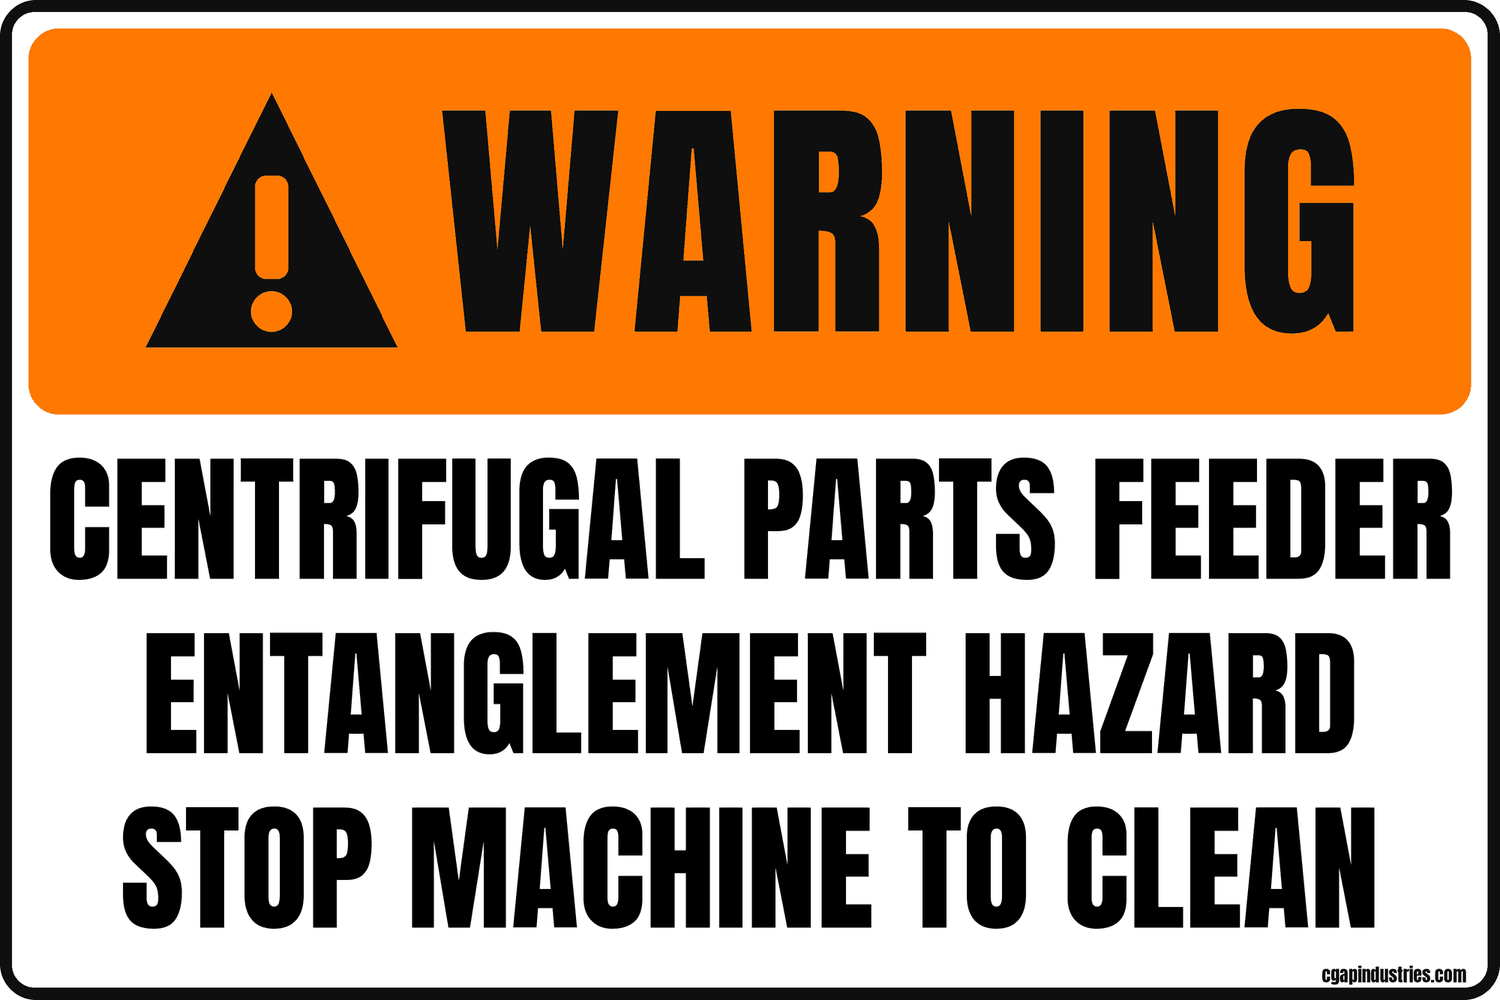 WARNING
CENTRIFUGAL PARTS FEEDER
ENTANGLEMENT HAZARD
STOP MACHINE TO CLEAN
cgapindustries.com